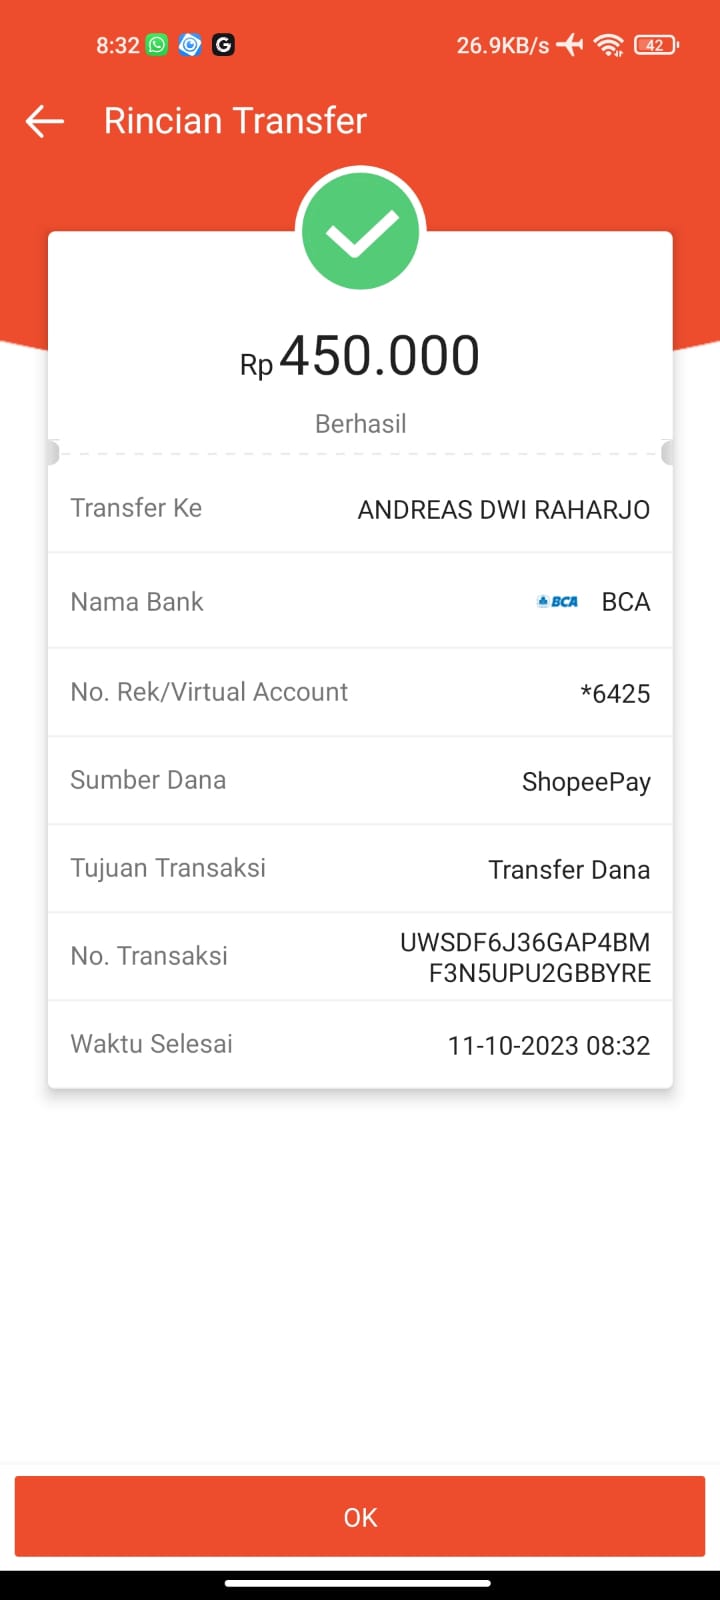 8:32 26.9KB/s 42
Rincian Transfer
Rp 450.000
Berhasil
Transfer Ke ANDREAS DWI RAHARJO
Nama Bank BCA BCA
No. Rek/Virtual Account *6425
Sumber Dana ShopeePay
Tujuan Transaksi Transfer Dana
No. Transaksi UWSDF6J36GAP4BM
F3N5UPU2GBBYRE
Waktu Selesai 11-10-2023 08:32
OK